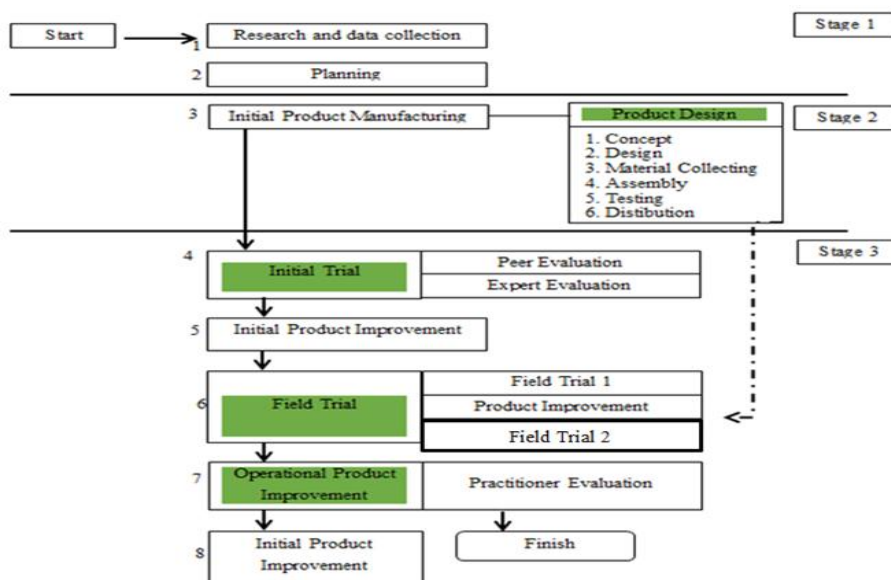 Start
1 Research and data collection
Stage 1
2 Planning
3 Initial Product Manufacturing
Product Design
Stage 2
1. Concept
2. Design
3. Material Collecting
4. Assembly
5. Testing
6. Distibution
Stage 3
4 Initial Trial
Peer Evaluation
Expert Evaluation
5 Initial Product Improvement
6 Field Trial
Field Trial 1
Product Improvement
Field Trial 2
7 Operational Product
Improvement
Practitioner Evaluation
8 Initial Product
Improvement
Finish